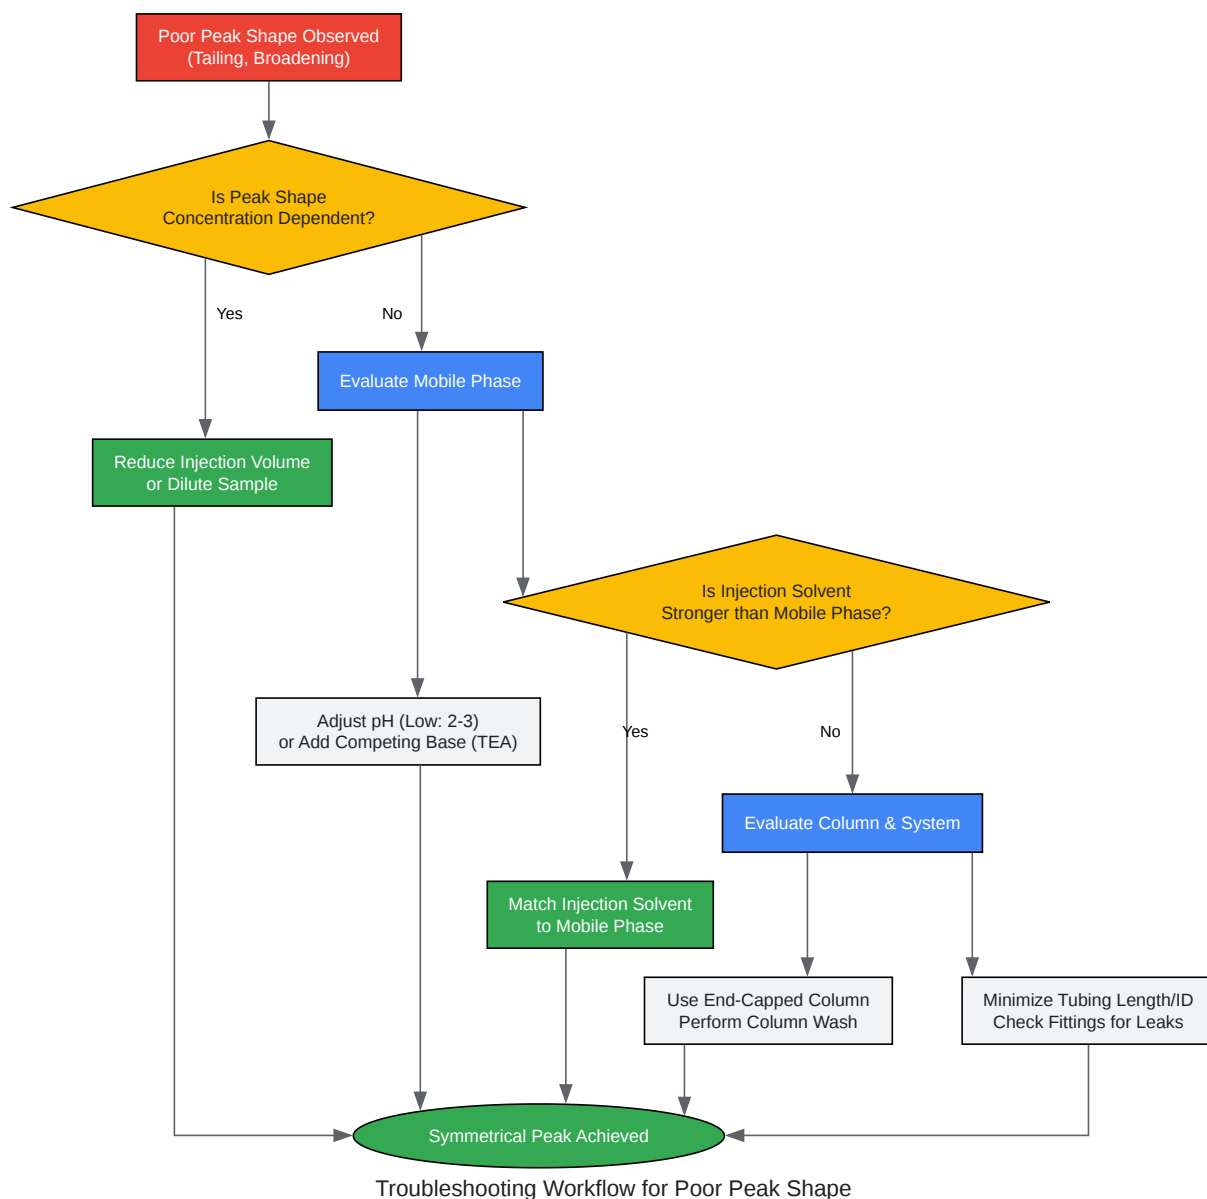 Poor Peak Shape Observed
(Tailing, Broadening)
Is Peak Shape
Concentration Dependent?
Yes
No
Evaluate Mobile Phase
Reduce Injection Volume
or Dilute Sample
Is Injection Solvent
Stronger than Mobile Phase?
Adjust pH (Low: 2-3)
or Add Competing Base (TEA)
Yes
No
Evaluate Column & System
Match Injection Solvent
to Mobile Phase
Use End-Capped Column
Perform Column Wash
Minimize Tubing Length/ID
Check Fittings for Leaks
Symmetrical Peak Achieved
Troubleshooting Workflow for Poor Peak Shape